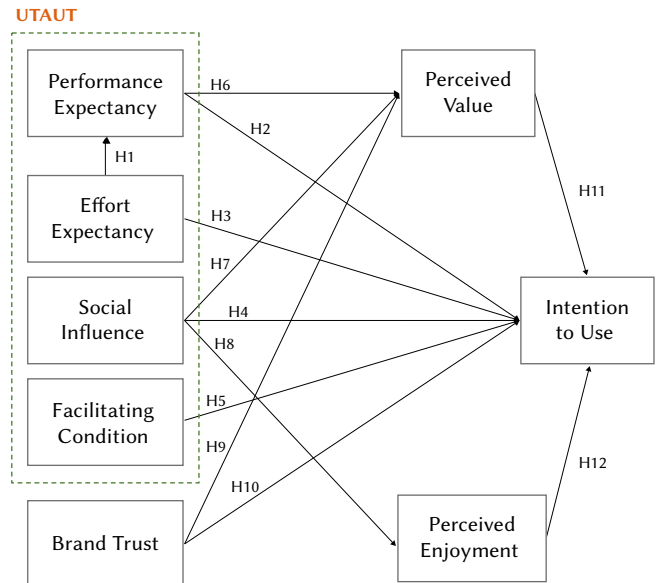 UTAUT
Performance
Expectancy
H1
Effort
Expectancy
Social
Influence
Facilitating
Condition
Brand Trust
H6
H2
H3
H7
H4
H8
H5
H9
H10
Perceived
Value
H11
Intention
to Use
H12
Perceived
Enjoyment